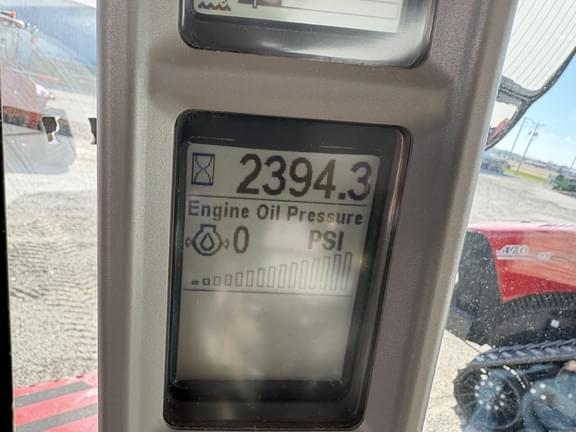 2394.3
Engine Oil Pressure
0 PSI